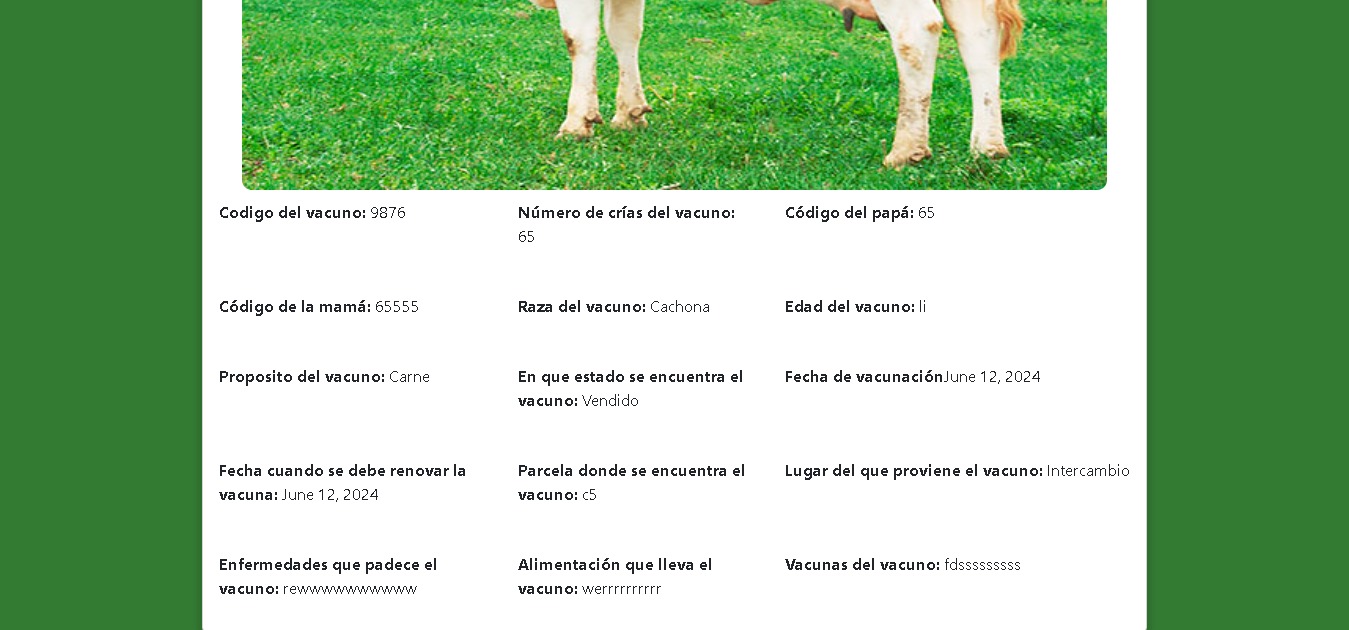 Codigo del vacuno: 9876
Número de crías del vacuno:
65
Código del papá: 65
Código de la mamá: 65555
Raza del vacuno: Cachona
Edad del vacuno: li
Proposito del vacuno: Carne
En que estado se encuentra el
vacuno: Vendido
Fecha de vacunaciónJune 12, 2024
Fecha cuando se debe renovar la
vacuna: June 12, 2024
Parcela donde se encuentra el
vacuno: c5
Lugar del que proviene el vacuno: Intercambio
Enfermedades que padece el
vacuno: rewwwwwwwwww
Alimentación que lleva el
vacuno: werrrrrrrrrr
Vacunas del vacuno: fdsssssssss